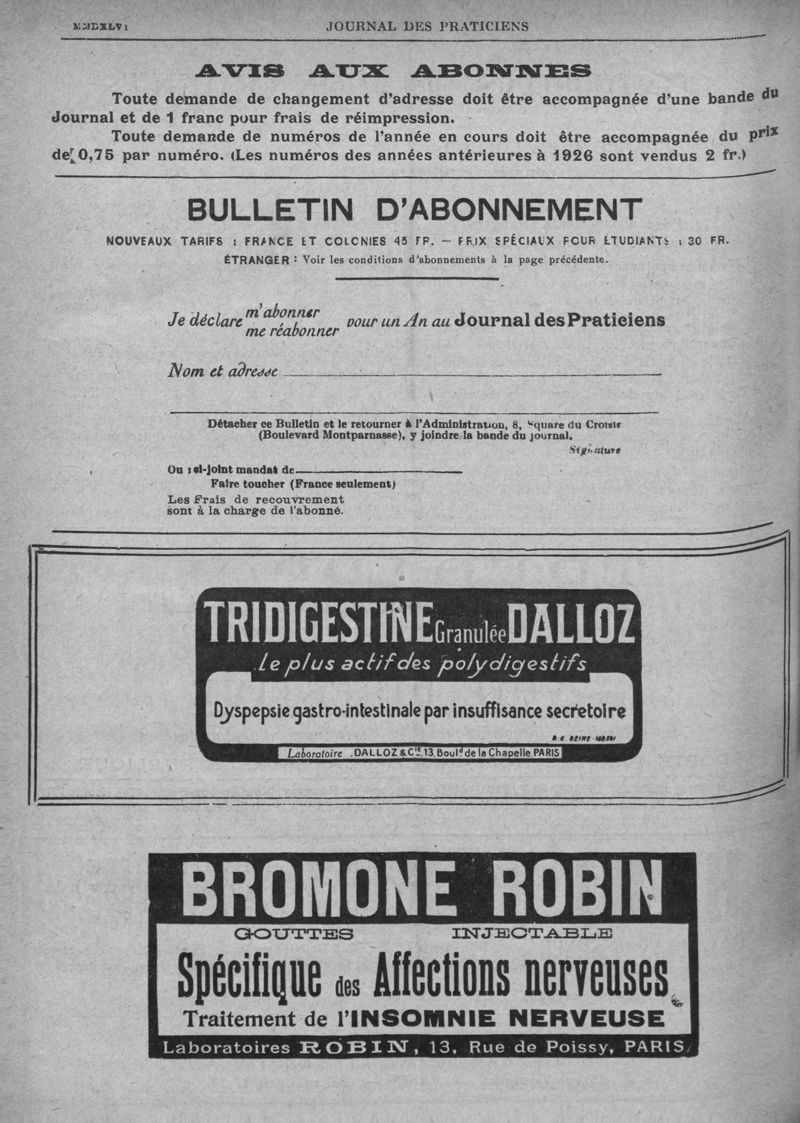 MMDXLVI JOURNAL DES PRATICIENS
AVIS AUX ABONNES
Toute demande de changement d'adresse doit être accompagnée d'une bande du
Journal et de 1 franc pour frais de réimpression.
Toute demande de numéros de l'année en cours doit être accompagnée du prix
de 0,75 par numéro. (Les numéros des années antérieures à 1926 sont vendus 2 fr.)
BULLETIN D'ABONNEMENT
NOUVEAUX TARIFS : FRANCE ET COLONIES 45 FR. — PRIX SPÉCIAUX POUR ÉTUDIANTS : 30 FR.
ÉTRANGER : Voir les conditions d'abonnements à la page précédente.
Je déclare m'abonner
me réabonner pour un An au Journal des Praticiens
Nom et adresse
Détacher ce Bulletin et le retourner à l'Administration, 8, Square du Croisic
(Boulevard Montparnasse), y joindre la bande du journal.
Signature
Ou : ci-joint mandat de
Faire toucher (France seulement)
Les Frais de recouvrement
sont à la charge de l'abonné.
TRIDIGESTINE Granulée DALLOZ
Le plus actif des polydigestifs
Dyspepsie gastro-intestinale par insuffisance secretoire
Laboratoire .DALLOZ & Cie, 13, Bould de la Chapelle PARIS
BROMONE ROBIN
GOUTTES INJECTABLE
Spécifique des Affections nerveuses
Traitement de l'INSOMNIE NERVEUSE
Laboratoires ROBIN, 13, Rue de Poissy, PARIS